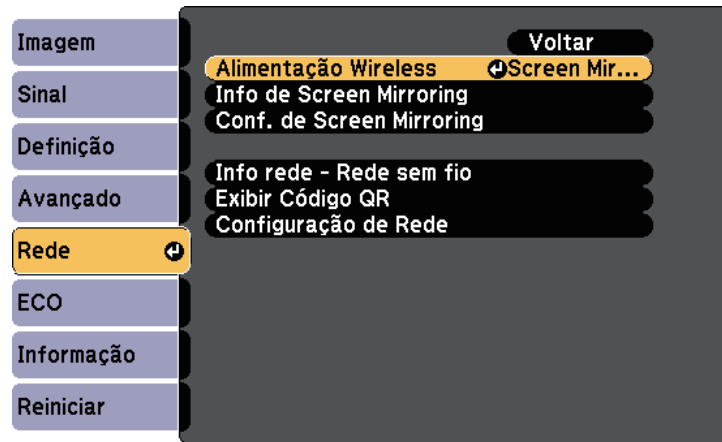 Imagem
Sinal
Definição
Avançado
Rede
ECO
Informação
Reiniciar
Voltar
Alimentação Wireless Screen Mir...
Info de Screen Mirroring
Conf. de Screen Mirroring
Info rede - Rede sem fio
Exibir Código QR
Configuração de Rede